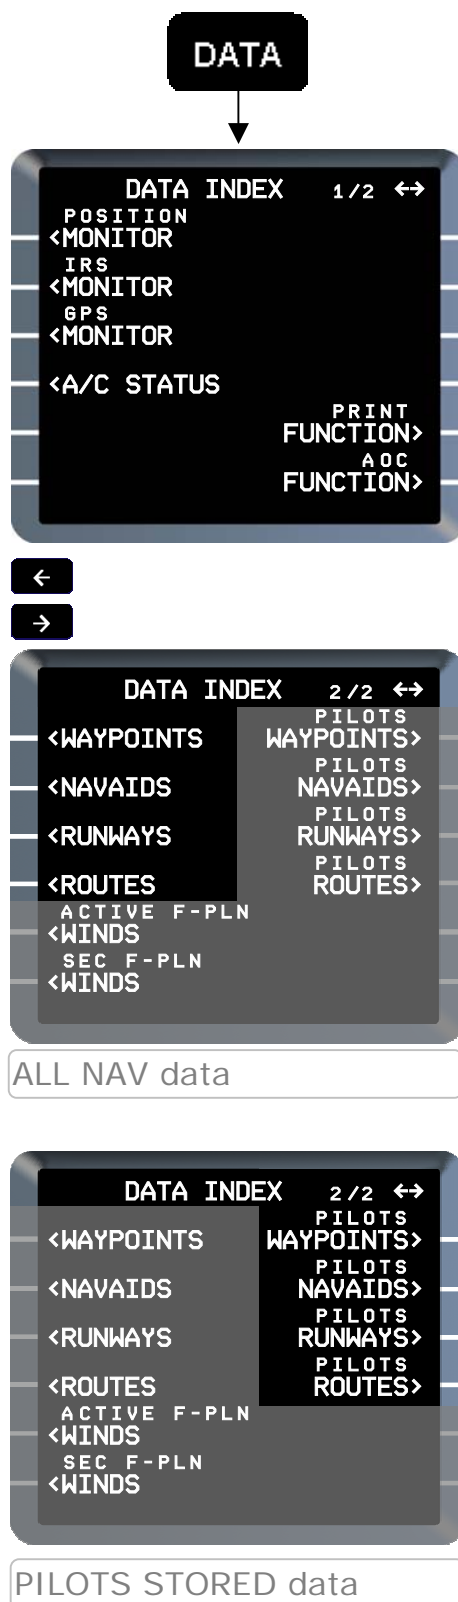 DATA
DATA INDEX 1/2 ←→
POSITION
<MONITOR
IRS
<MONITOR
GPS
<MONITOR
<A/C STATUS
PRINT
FUNCTION>
AOC
FUNCTION>
←
→
DATA INDEX 2/2 ←→
PILOTS
<WAYPOINTS WAYPOINTS>
PILOTS
<NAVAIDS NAVAIDS>
PILOTS
<RUNWAYS RUNWAYS>
PILOTS
<ROUTES ROUTES>
ACTIVE F-PLN
<WINDS
SEC F-PLN
<WINDS
ALL NAV data
DATA INDEX 2/2 ←→
PILOTS
<WAYPOINTS WAYPOINTS>
PILOTS
<NAVAIDS NAVAIDS>
PILOTS
<RUNWAYS RUNWAYS>
PILOTS
<ROUTES ROUTES>
ACTIVE F-PLN
<WINDS
SEC F-PLN
<WINDS
PILOTS STORED data